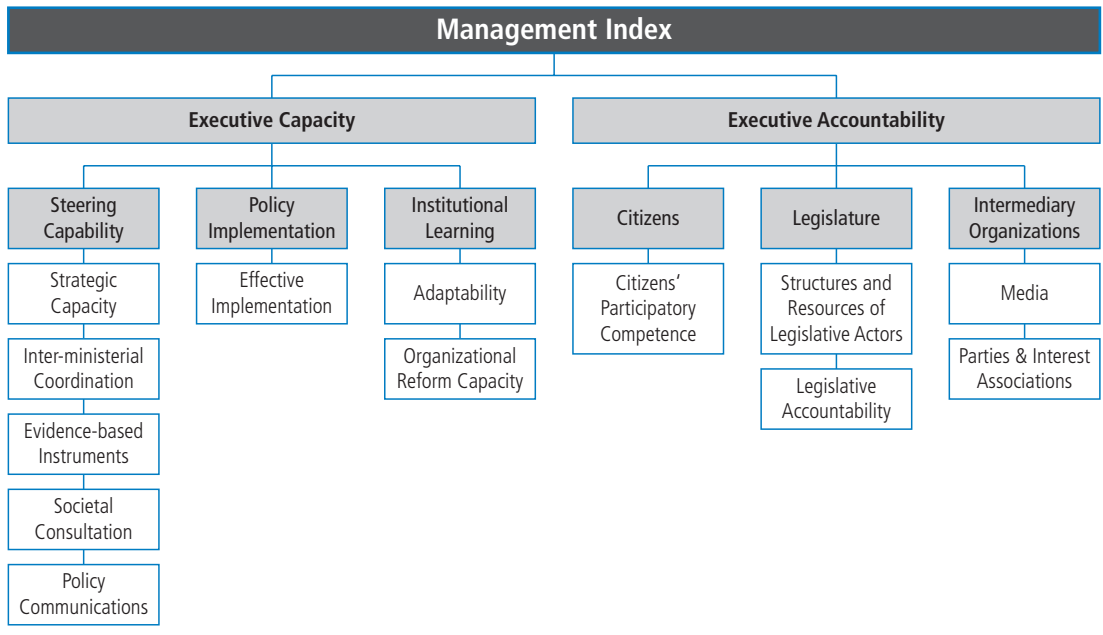 Management Index
Executive Capacity
Executive Accountability
Steering
Capability
Policy
Implementation
Institutional
Learning
Citizens
Legislature
Intermediary
Organizations
Strategic
Capacity
Effective
Implementation
Adaptability
Citizens‘
Participatory
Competence
Structures and
Resources of
Legislative Actors
Media
Inter-ministerial
Coordination
Organizational
Reform Capacity
Legislative
Accountability
Parties & Interest
Associations
Evidence-based
Instruments
Societal
Consultation
Policy
Communications